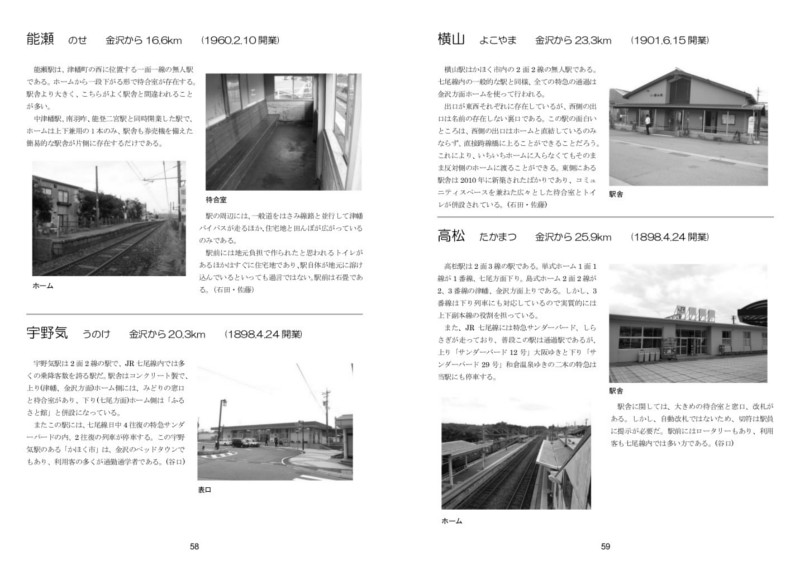 能瀬　のせ　金沢から 16.6km　（1960.2.10 開業）
能瀬駅は、津幡町の西に位置する一面一線の無人駅
である。ホームから一段下がる形で待合室が存在する。
駅舎より大きく、こちらがよく駅舎と間違われること
が多い。
中津幡駅、南羽咋、能登二宮駅と同時開業した駅で、
ホームは上下兼用の 1 本のみ、駅舎も券売機を備えた
簡易的な駅舎が片側に存在するだけである。
ホーム
待合室
駅の周辺には、一般道をはさみ線路と並行して津幡
バイパスが走るほか、住宅地と田んぼが広がっている
のみである。
駅前には地元負担で作られたと思われるトイレが
あるほかはすぐに住宅地であり、駅自体が地元に溶け
込んでいるといっても過言ではない。駅前は石畳であ
る。（石田・佐藤）
宇野気　うのけ　金沢から 20.3km　（1898.4.24 開業）
宇野気駅は 2 面 2 線の駅で、JR 七尾線内では多
くの乗降客数を誇る駅だ。駅舎はコンクリート製で、
上り(津幡、金沢方面)ホーム側には、みどりの窓口
と待合室があり、下り(七尾方面)ホーム側は「ふる
さと館」と併設になっている。
またこの駅には、七尾線日中 4 往復の特急サンダ
ーバードの内、2 往復の列車が停車する。この宇野
気駅のある「かほく市」は、金沢のベッドタウンで
もあり、利用客の多くが通勤通学者である。(谷口)
表口
58
横山　よこやま　金沢から 23.3km　（1901.6.15 開業）
横山駅はかほく市内の 2 面 2 線の無人駅である。
七尾線内の一般的な駅と同様、全ての特急の通過は
金沢方面ホームを使って行われる。
出口が東西それぞれに存在しているが、西側の出
口は名前の存在しない裏口である。この駅の面白い
ところは、西側の出口はホームと直結しているのみ
ならず、直接跨線橋に上ることができることだろう。
これにより、いちいちホームに入らなくてもそのま
ま反対側のホームに渡ることができる。東側にある
駅舎は 2010 年に新築されたばかりであり、コミュ
ニティスペースを兼ねた広々とした待合室とトイ
レが併設されている。(石田・佐藤)
駅舎
高松　たかまつ　金沢から 25.9km　（1898.4.24 開業）
高松駅は 2 面 3 線の駅である。単式ホーム 1 面 1
線が 1 番線、七尾方面下り、島式ホーム 2 面 2 線が
2、3 番線の津幡、金沢方面上りである。しかし、3
番線は下り列車にも対応しているので実質的には
上下副本線の役割を担っている。
また、JR 七尾線には特急サンダーバード、しら
さぎが走っており、普段この駅は通過駅であるが、
上り「サンダーバード 12 号」大阪ゆきと下り「サ
ンダーバード 29 号」和倉温泉ゆきの二本の特急は
当駅にも停車する。
ホーム
駅舎
駅舎に関しては、大きめの待合室と窓口、改札が
ある。しかし、自動改札ではないため、切符は駅員
に提示が必要だ。駅前にはロータリーもあり、利用
客も七尾線内では多い方である。(谷口)
59